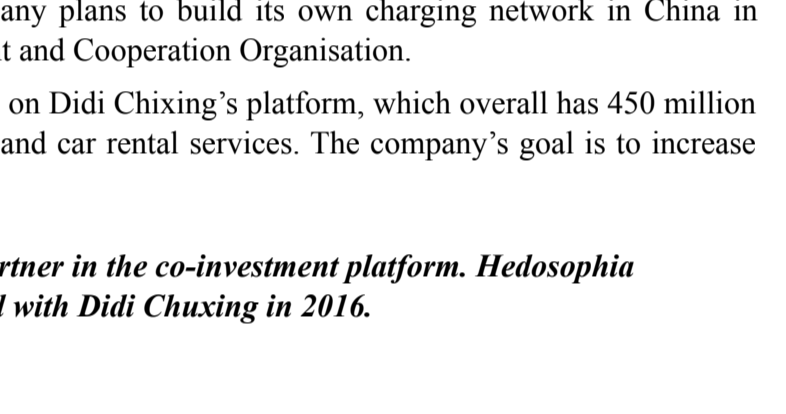 any plans to build its own charging network in China in
t and Cooperation Organisation.
on Didi Chixing’s platform, which overall has 450 million
and car rental services. The company’s goal is to increase
rtner in the co-investment platform. Hedosophia
with Didi Chuxing in 2016.